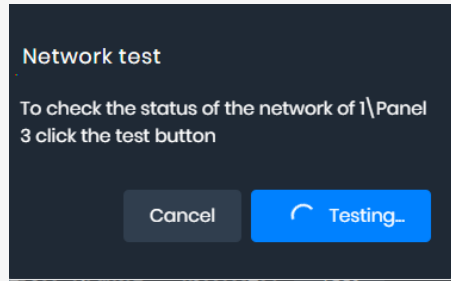 Network test
To check the status of the network of 1\Panel
3 click the test button
Cancel
Testing...